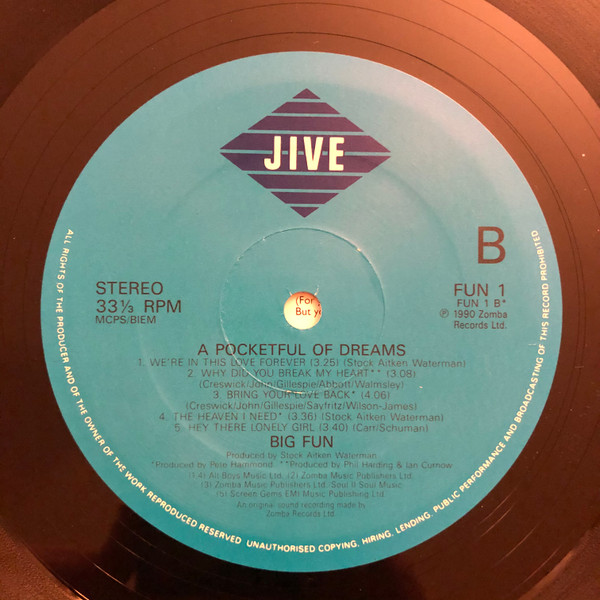 JIVE
B
STEREO
33⅓ RPM
MCPS/BIEM
FUN 1
FUN 1 B*
℗ 1990 Zomba
Records Ltd.
(For
But
A POCKETFUL OF DREAMS
1. WE'RE IN THIS LOVE FOREVER (3.25) (Stock Aitken Waterman)
2. WHY DID YOU BREAK MY HEART** (3.08)
(Creswick/John/Gillespie/Abbott/Walmsley)
3. BRING YOUR LOVE BACK* (4.06)
(Creswick/John/Gillespie/Sayfritz/Wilson-James)
4. THE HEAVEN I NEED* (3.36) (Stock Aitken Waterman)
5. HEY THERE LONELY GIRL (3.40) (Carr/Schuman)
BIG FUN
Produced by Stock Aitken Waterman
*Produced by Pete Hammond **Produced by Phil Harding & Ian Curnow
(1,4) All Boys Music Ltd. (2) Zomba Music Publishers Ltd.
(3) Zomba Music Publishers Ltd. Soul II Soul Music.
(5) Screen Gems EMI Music Publishing Ltd.
An original sound recording made by
Zomba Records Ltd.
ALL RIGHTS OF THE PRODUCER AND OF THE OWNER OF THE WORK REPRODUCED RESERVED UNAUTHORISED COPYING, HIRING, LENDING, PUBLIC PERFORMANCE AND BROADCASTING OF THIS RECORD PROHIBITED